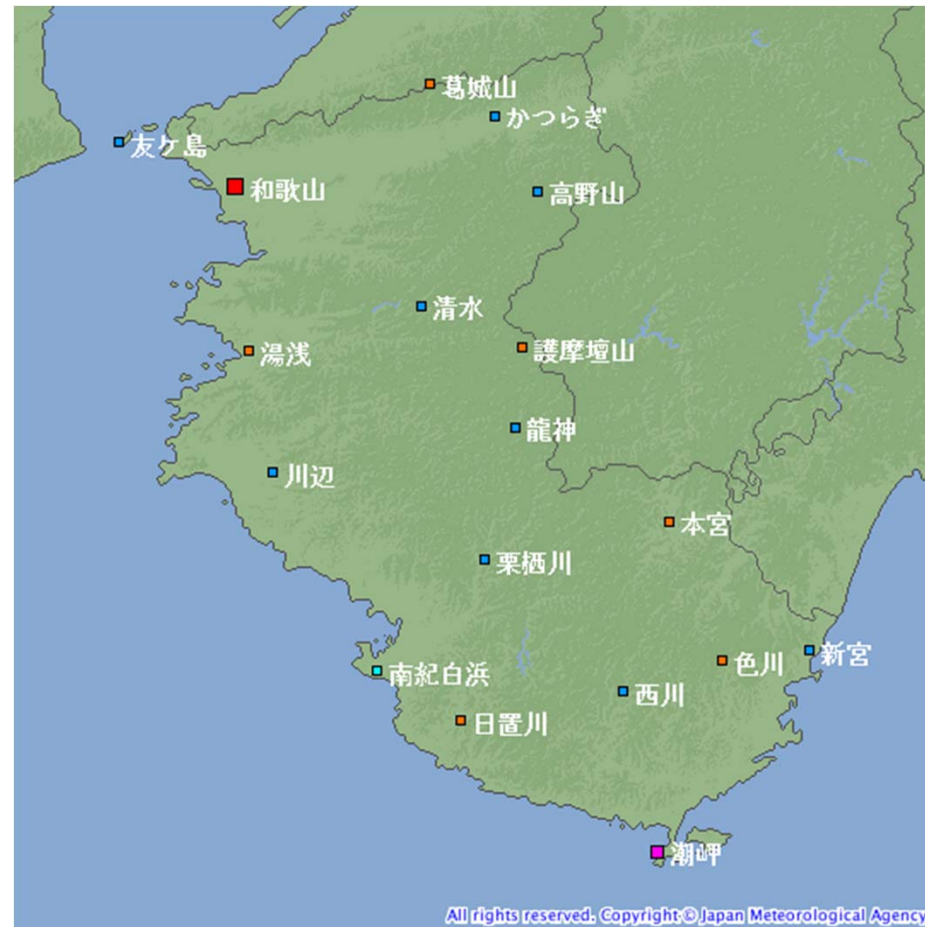 葛城山
かつらぎ
友ケ島
和歌山
高野山
清水
湯浅
護摩壇山
龍神
川辺
本宮
栗栖川
新宮
色川
南紀白浜
西川
日置川
潮岬
All rights reserved. Copyright © Japan Meteorological Agency